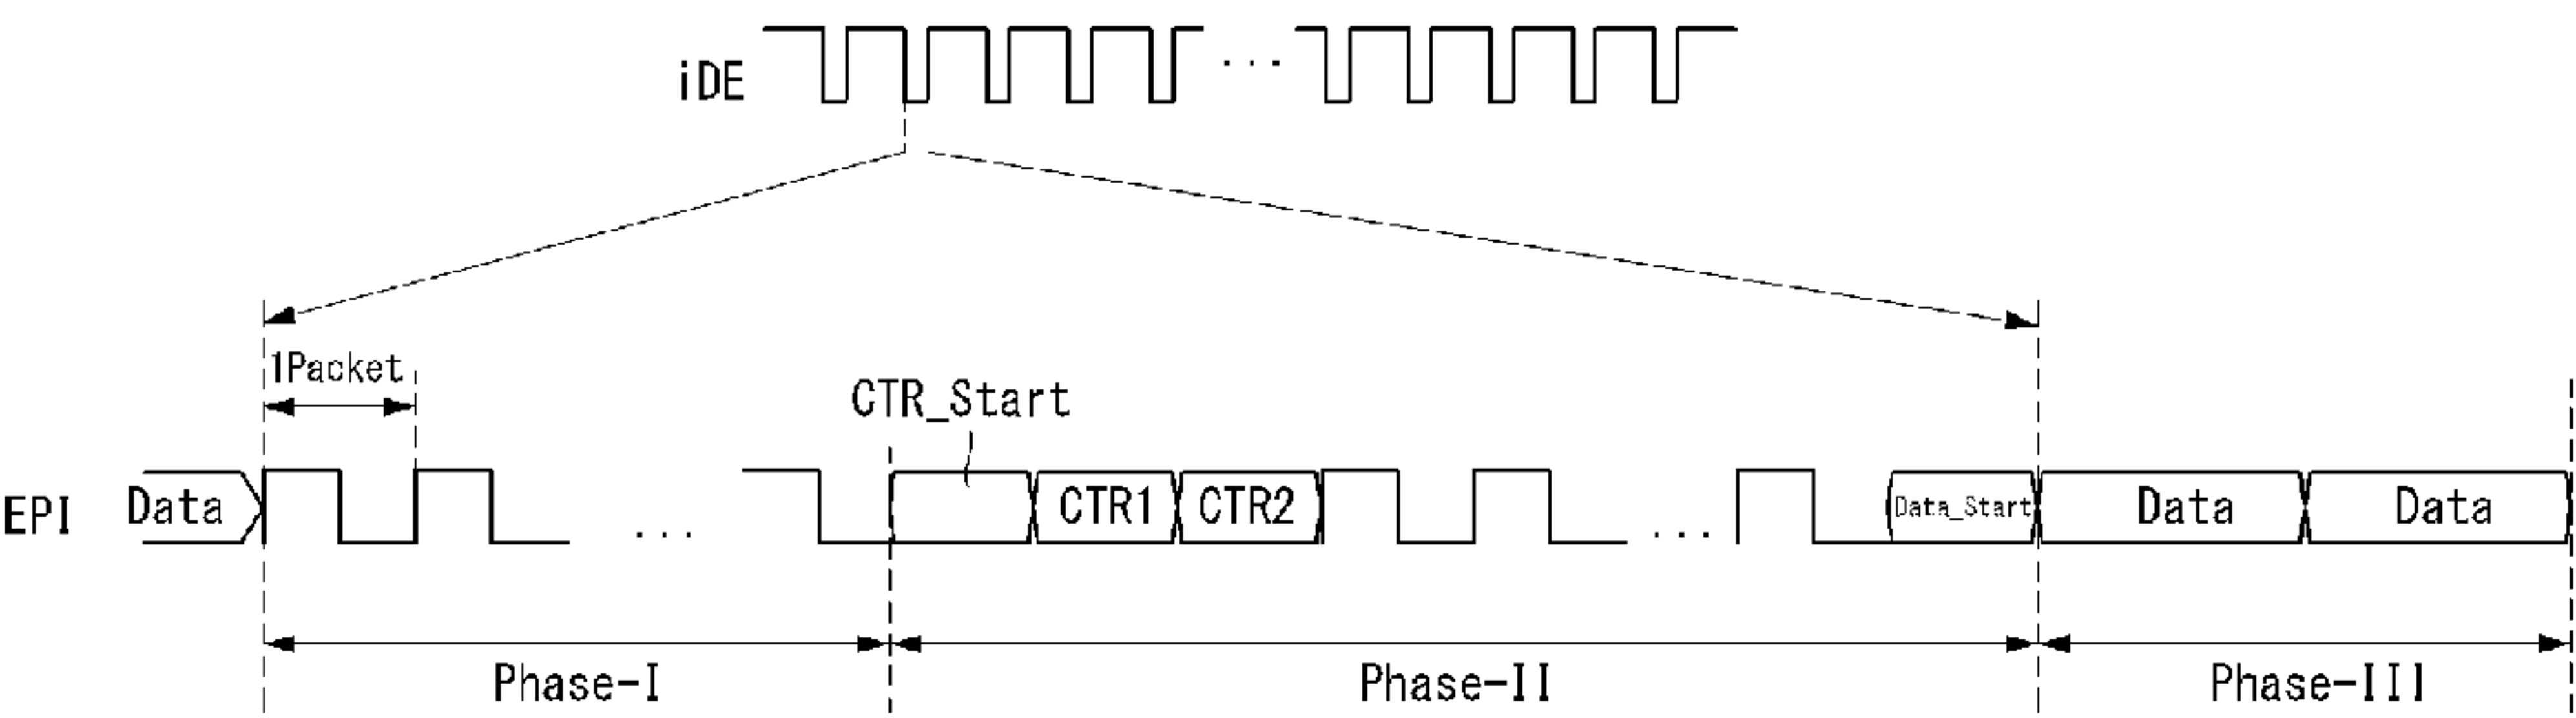 iDE ...
1Packet
CTR_Start
EPI Data ... CTR1 CTR2 ... Data_Start Data Data
Phase-I Phase-II Phase-III